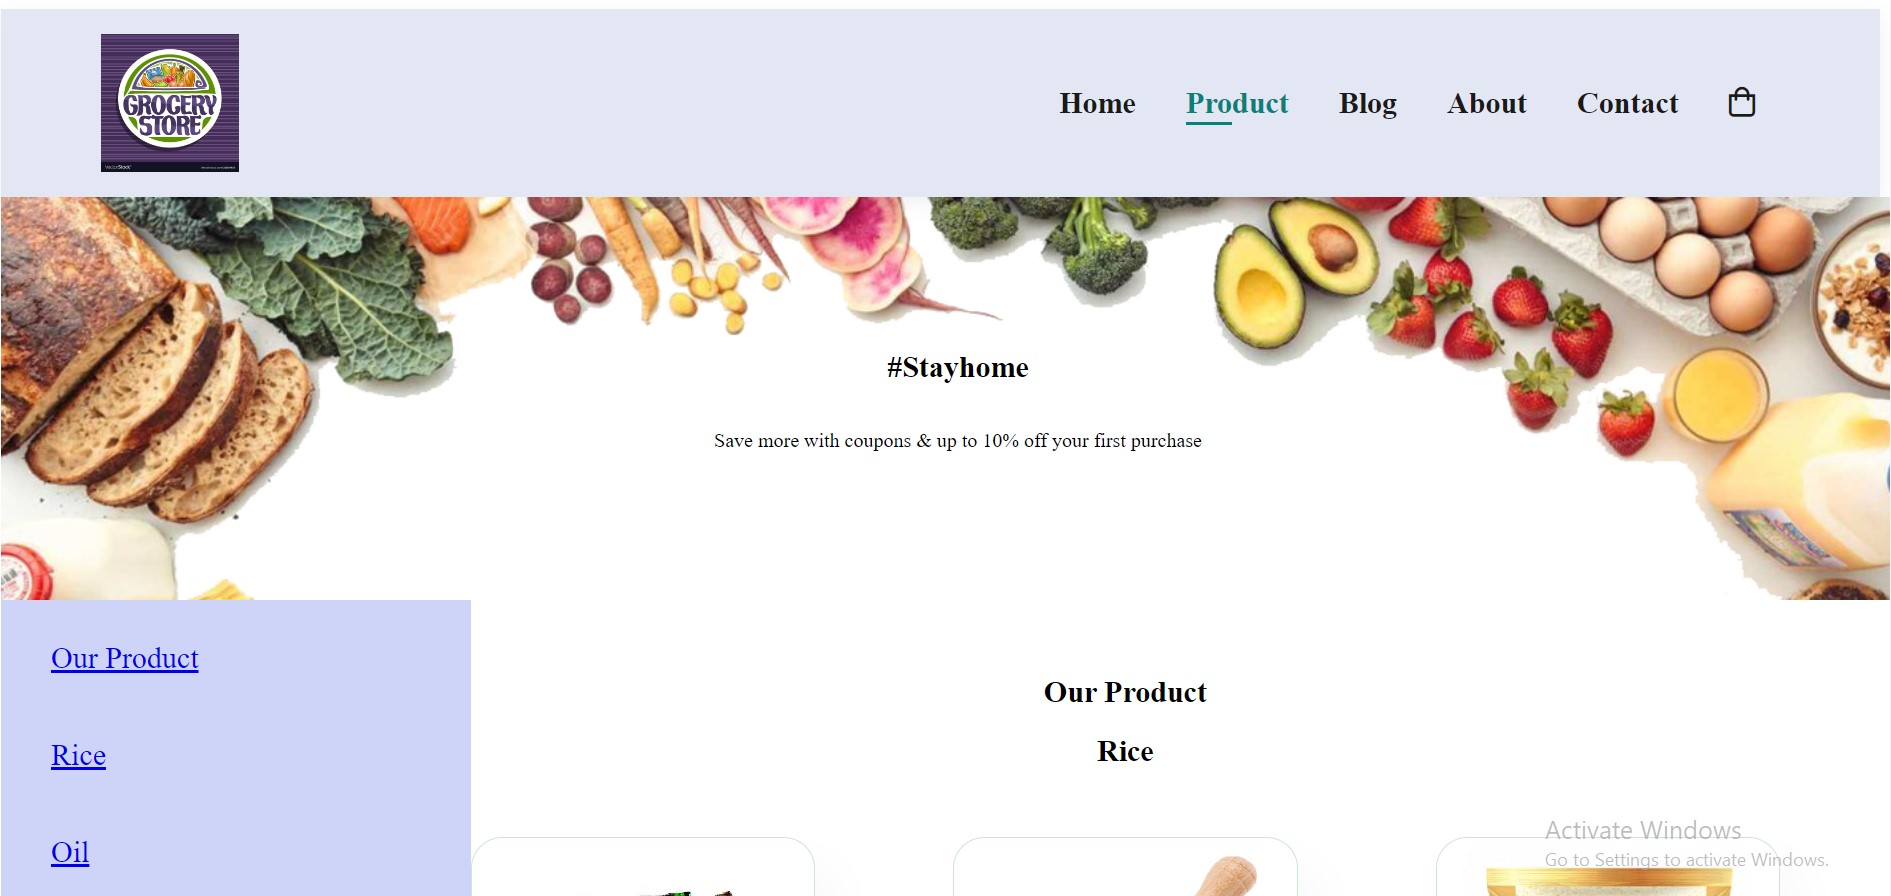 GROCERY
STORE
VectorStock
Home Product Blog About Contact
#Stayhome
Save more with coupons & up to 10% off your first purchase
Our Product
Rice
Oil
Our Product
Rice
Activate Windows
Go to Settings to activate Windows.